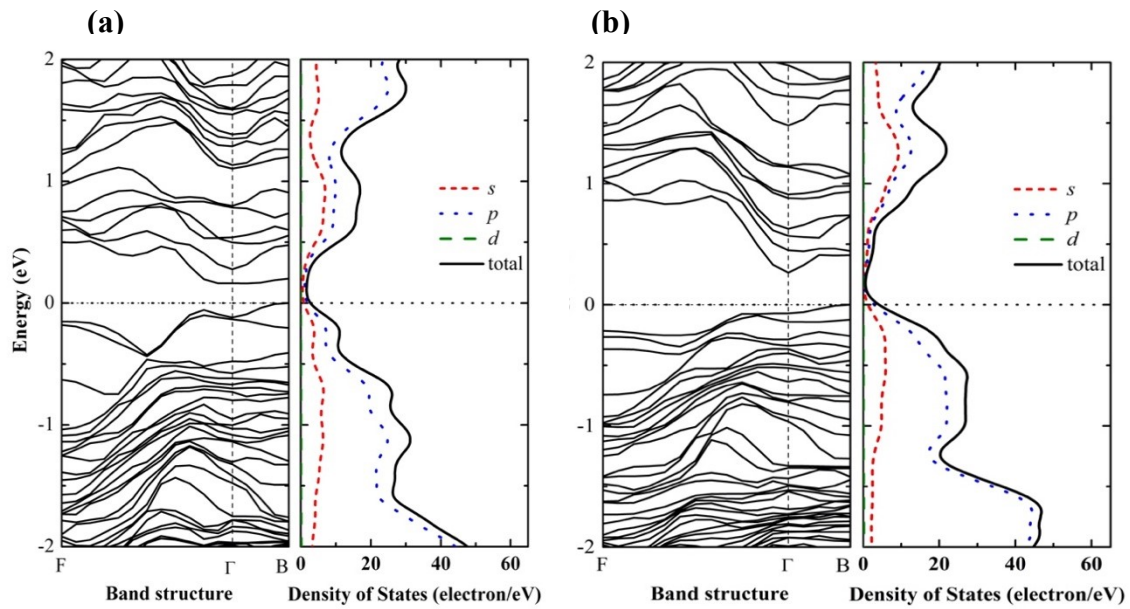 (a)
(b)
2
1
0
-1
-2
Energy (eV)
F
Γ
B
Band structure
s
p
d
total
0
20
40
60
Density of States (electron/eV)
2
1
0
-1
-2
F
Γ
B
Band structure
s
p
d
total
0
20
40
60
Density of States (electron/eV)